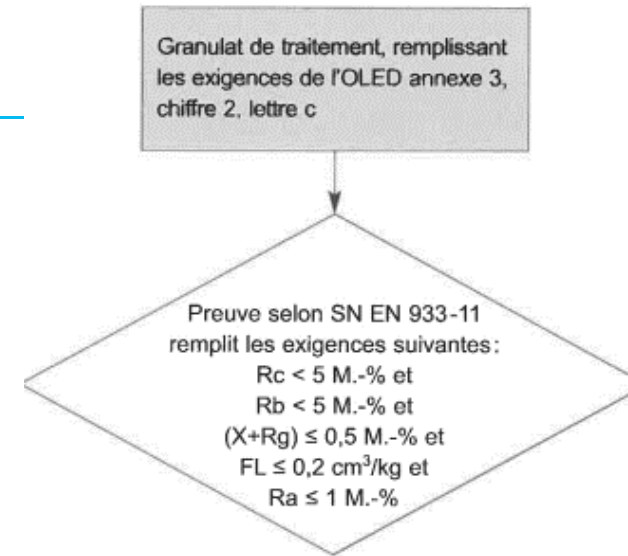 Granulat de traitement, remplissant
les exigences de l'OLED annexe 3,
chiffre 2, lettre c
Preuve selon SN EN 933-11
remplit les exigences suivantes:
Rc < 5 M.-% et
Rb < 5 M.-% et
(X+Rg) ≤ 0,5 M.-% et
FL ≤ 0,2 cm³/kg et
Ra ≤ 1 M.-%